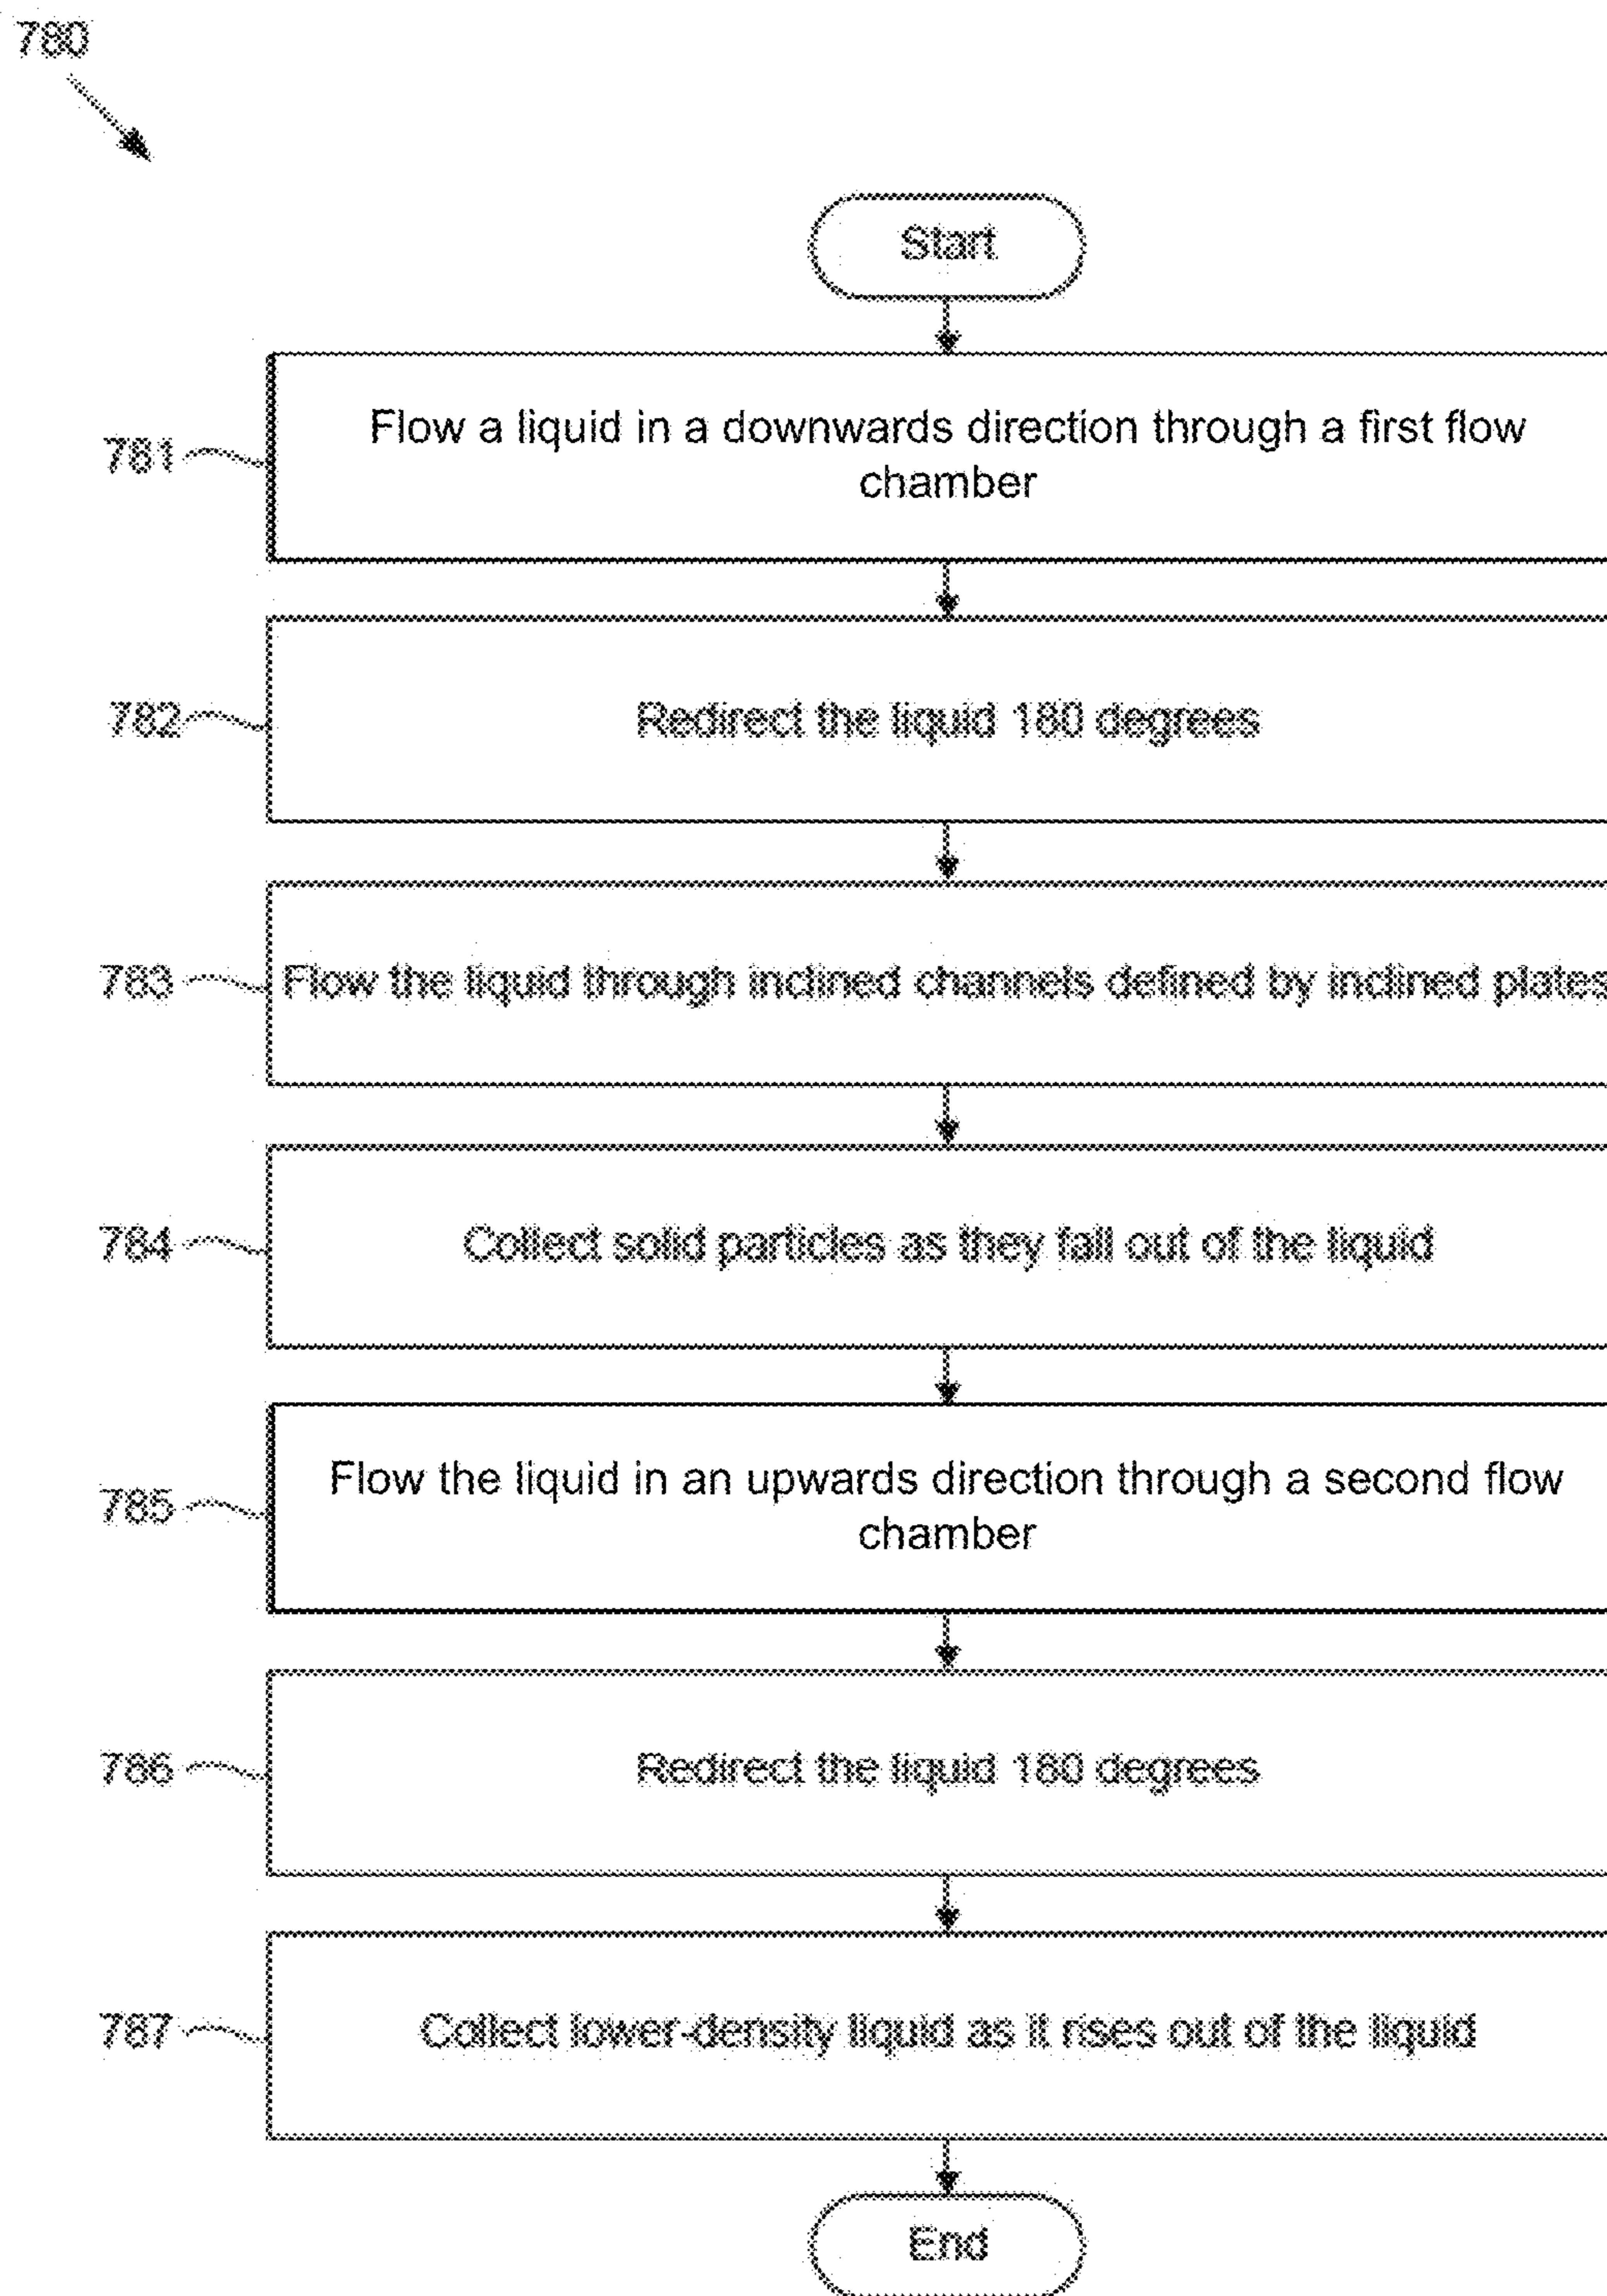 780
Start
781
Flow a liquid in a downwards direction through a first flow
chamber
782
Redirect the liquid 180 degrees
783
Flow the liquid through inclined channels defined by inclined plates
784
Collect solid particles as they fall out of the liquid
785
Flow the liquid in an upwards direction through a second flow
chamber
786
Redirect the liquid 180 degrees
787
Collect lower-density liquid as it rises out of the liquid
End